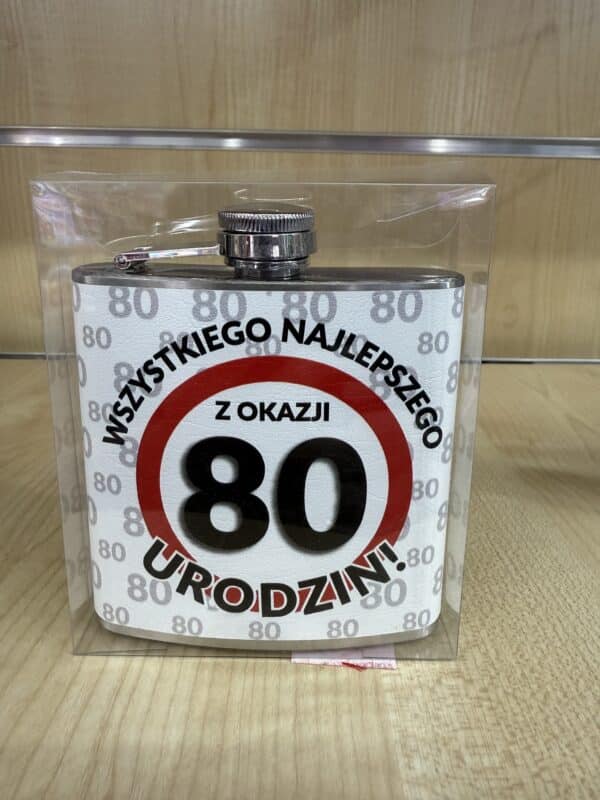 WSZYSTKIEGO NAJLEPSZEGO
Z OKAZJI
80
URODZIN!